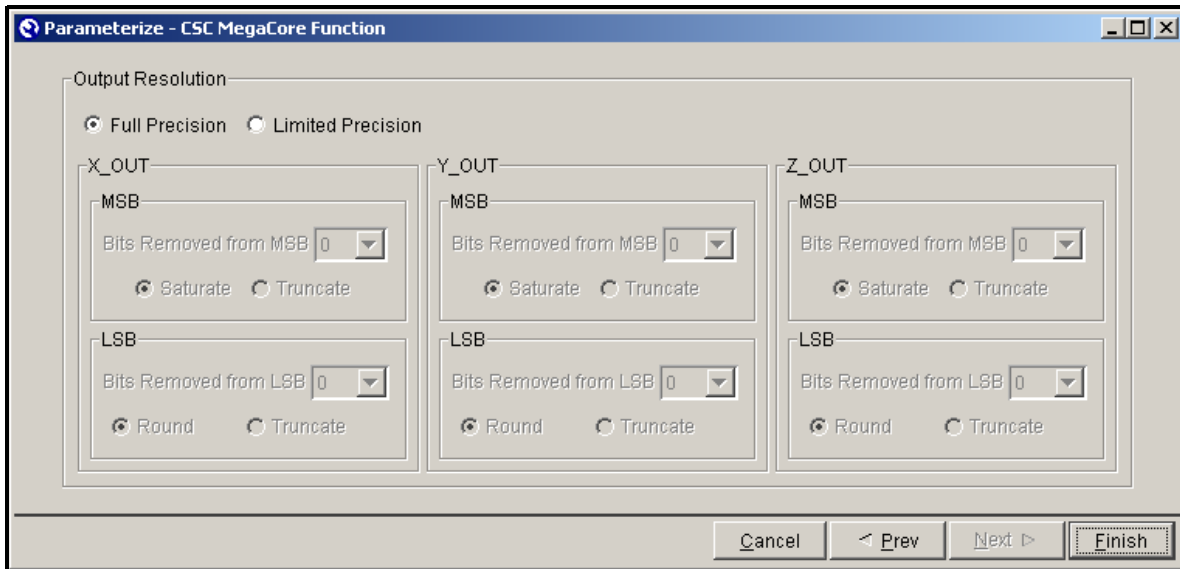 Parameterize - CSC MegaCore Function
Output Resolution
Full Precision Limited Precision
X_OUT
MSB
Bits Removed from MSB 0
Saturate Truncate
LSB
Bits Removed from LSB 0
Round Truncate
Y_OUT
MSB
Bits Removed from MSB 0
Saturate Truncate
LSB
Bits Removed from LSB 0
Round Truncate
Z_OUT
MSB
Bits Removed from MSB 0
Saturate Truncate
LSB
Bits Removed from LSB 0
Round Truncate
Cancel Prev Next Finish